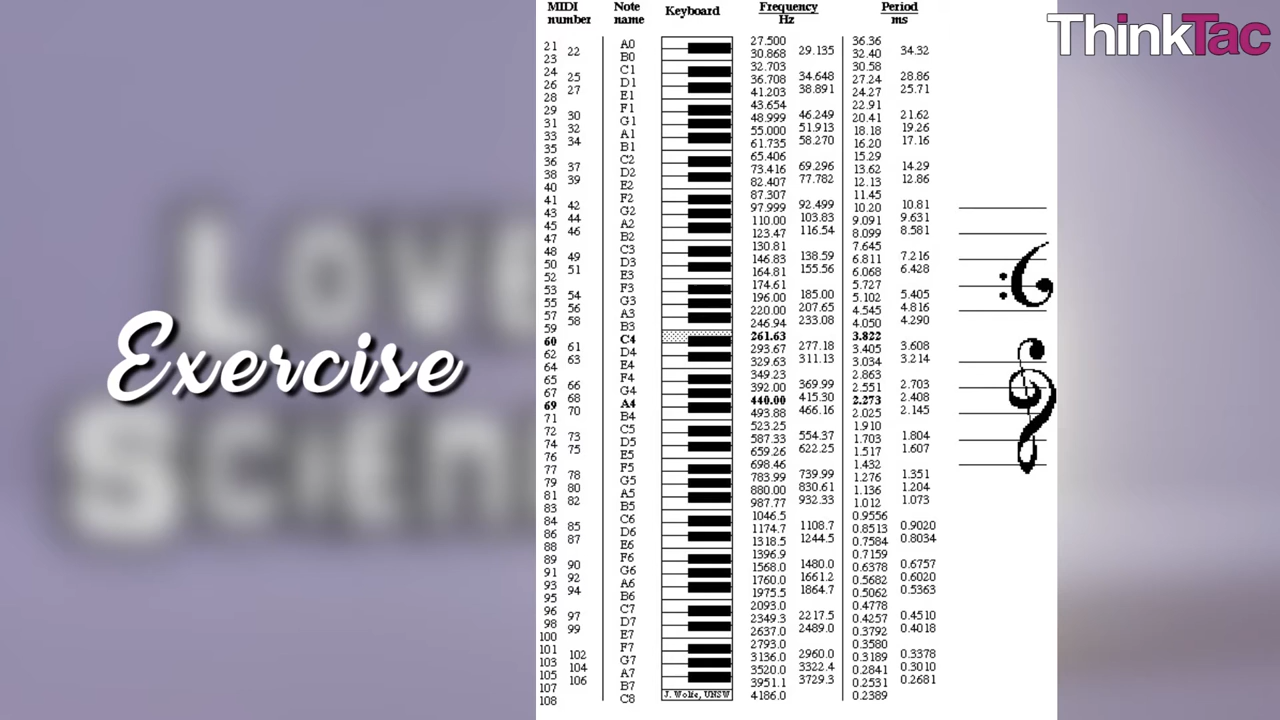 ThinkTac
Exercise
MIDI Note Keyboard Frequency Period
number name Hz ms
21 A0 27.500 36.36
22 29.135 34.32
23 B0 30.868 32.40
24 C1 32.703 30.58
25 34.648 28.86
26 D1 36.708 27.24
27 38.891 25.71
28 E1 41.203 24.27
29 F1 43.654 22.91
30 46.249 21.62
31 G1 48.999 20.41
32 51.913 19.26
33 A1 55.000 18.18
34 58.270 17.16
35 B1 61.735 16.20
36 C2 65.406 15.29
37 69.296 14.29
38 D2 73.416 13.62
39 77.782 12.86
40 E2 82.407 12.13
41 F2 87.307 11.45
42 92.499 10.81
43 G2 97.999 10.20
44 103.83 9.631
45 A2 110.00 9.091
46 116.54 8.581
47 B2 123.47 8.099
48 C3 130.81 7.645
49 138.59 7.216
50 D3 146.83 6.811
51 155.56 6.428
52 E3 164.81 6.068
53 F3 174.61 5.727
54 185.00 5.405
55 G3 196.00 5.102
56 207.65 4.816
57 A3 220.00 4.545
58 233.08 4.290
59 B3 246.94 4.050
60 C4 261.63 3.822
61 277.18 3.608
62 D4 293.67 3.405
63 311.13 3.214
64 E4 329.63 3.034
65 F4 349.23 2.863
66 369.99 2.703
67 G4 392.00 2.551
68 415.30 2.408
69 A4 440.00 2.273
70 466.16 2.145
71 B4 493.88 2.025
72 C5 523.25 1.910
73 554.37 1.804
74 D5 587.33 1.703
75 622.25 1.607
76 E5 659.26 1.517
77 F5 698.46 1.432
78 739.99 1.351
79 G5 783.99 1.276
80 830.61 1.204
81 A5 880.00 1.136
82 932.33 1.073
83 B5 987.77 1.012
84 C6 1046.5 0.9556
85 1108.7 0.9020
86 D6 1174.7 0.8513
87 1244.5 0.8034
88 E6 1318.5 0.7584
89 F6 1396.9 0.7159
90 1480.0 0.6757
91 G6 1568.0 0.6378
92 1661.2 0.6020
93 A6 1760.0 0.5682
94 1864.7 0.5363
95 B6 1975.5 0.5062
96 C7 2093.0 0.4778
97 2217.5 0.4510
98 D7 2349.3 0.4257
99 2489.0 0.4018
100 E7 2637.0 0.3792
101 F7 2793.0 0.3580
102 2960.0 0.3378
103 G7 3136.0 0.3189
104 3322.4 0.3010
105 A7 3520.0 0.2841
106 3729.3 0.2681
107 B7 3951.1 0.2531
108 C8 J. Wolfe, UNSW 4186.0 0.2389